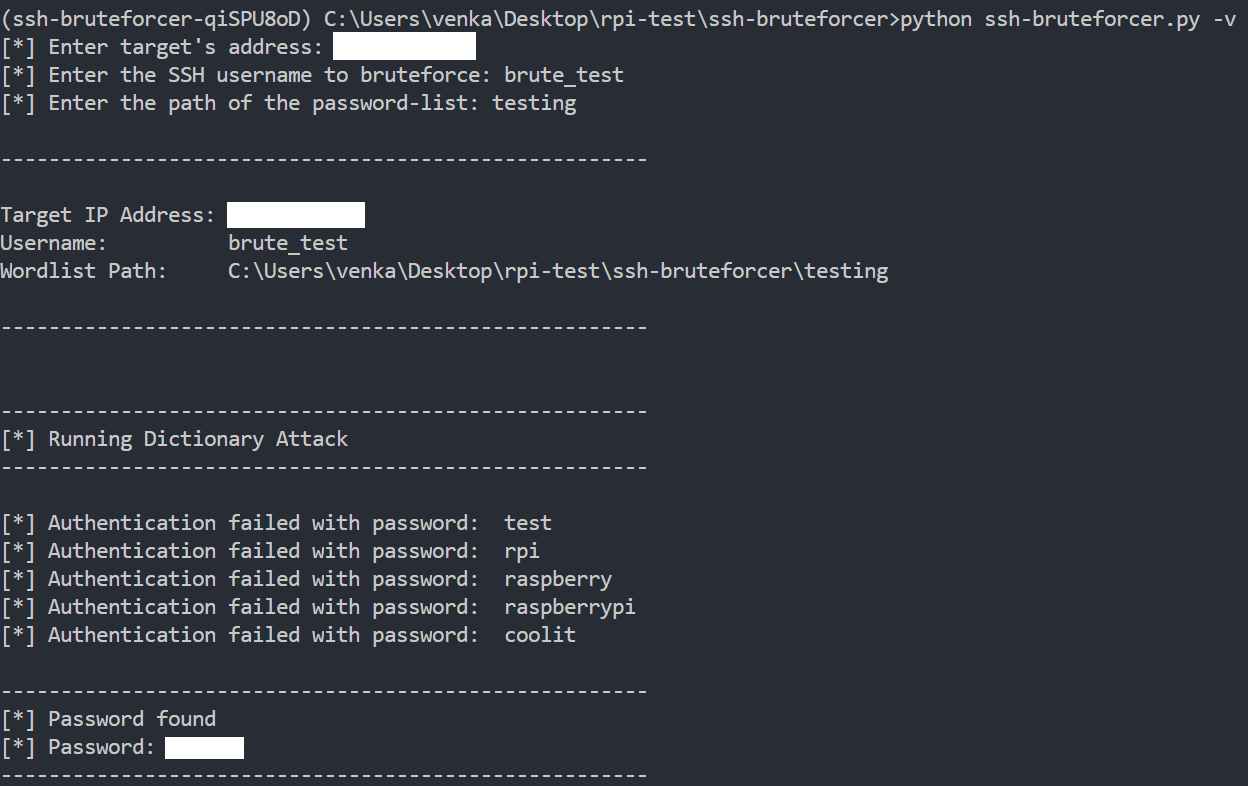 (ssh-bruteforcer-qiSPU8oD) C:\Users\venka\Desktop\rpi-test\ssh-bruteforcer>python ssh-bruteforcer.py -v
[*] Enter target's address:
[*] Enter the SSH username to bruteforce: brute_test
[*] Enter the path of the password-list: testing
------------------------------------------------------
Target IP Address:
Username:          brute_test
Wordlist Path:     C:\Users\venka\Desktop\rpi-test\ssh-bruteforcer\testing
------------------------------------------------------
------------------------------------------------------
[*] Running Dictionary Attack
------------------------------------------------------
[*] Authentication failed with password:  test
[*] Authentication failed with password:  rpi
[*] Authentication failed with password:  raspberry
[*] Authentication failed with password:  raspberrypi
[*] Authentication failed with password:  coolit
------------------------------------------------------
[*] Password found
[*] Password:
------------------------------------------------------